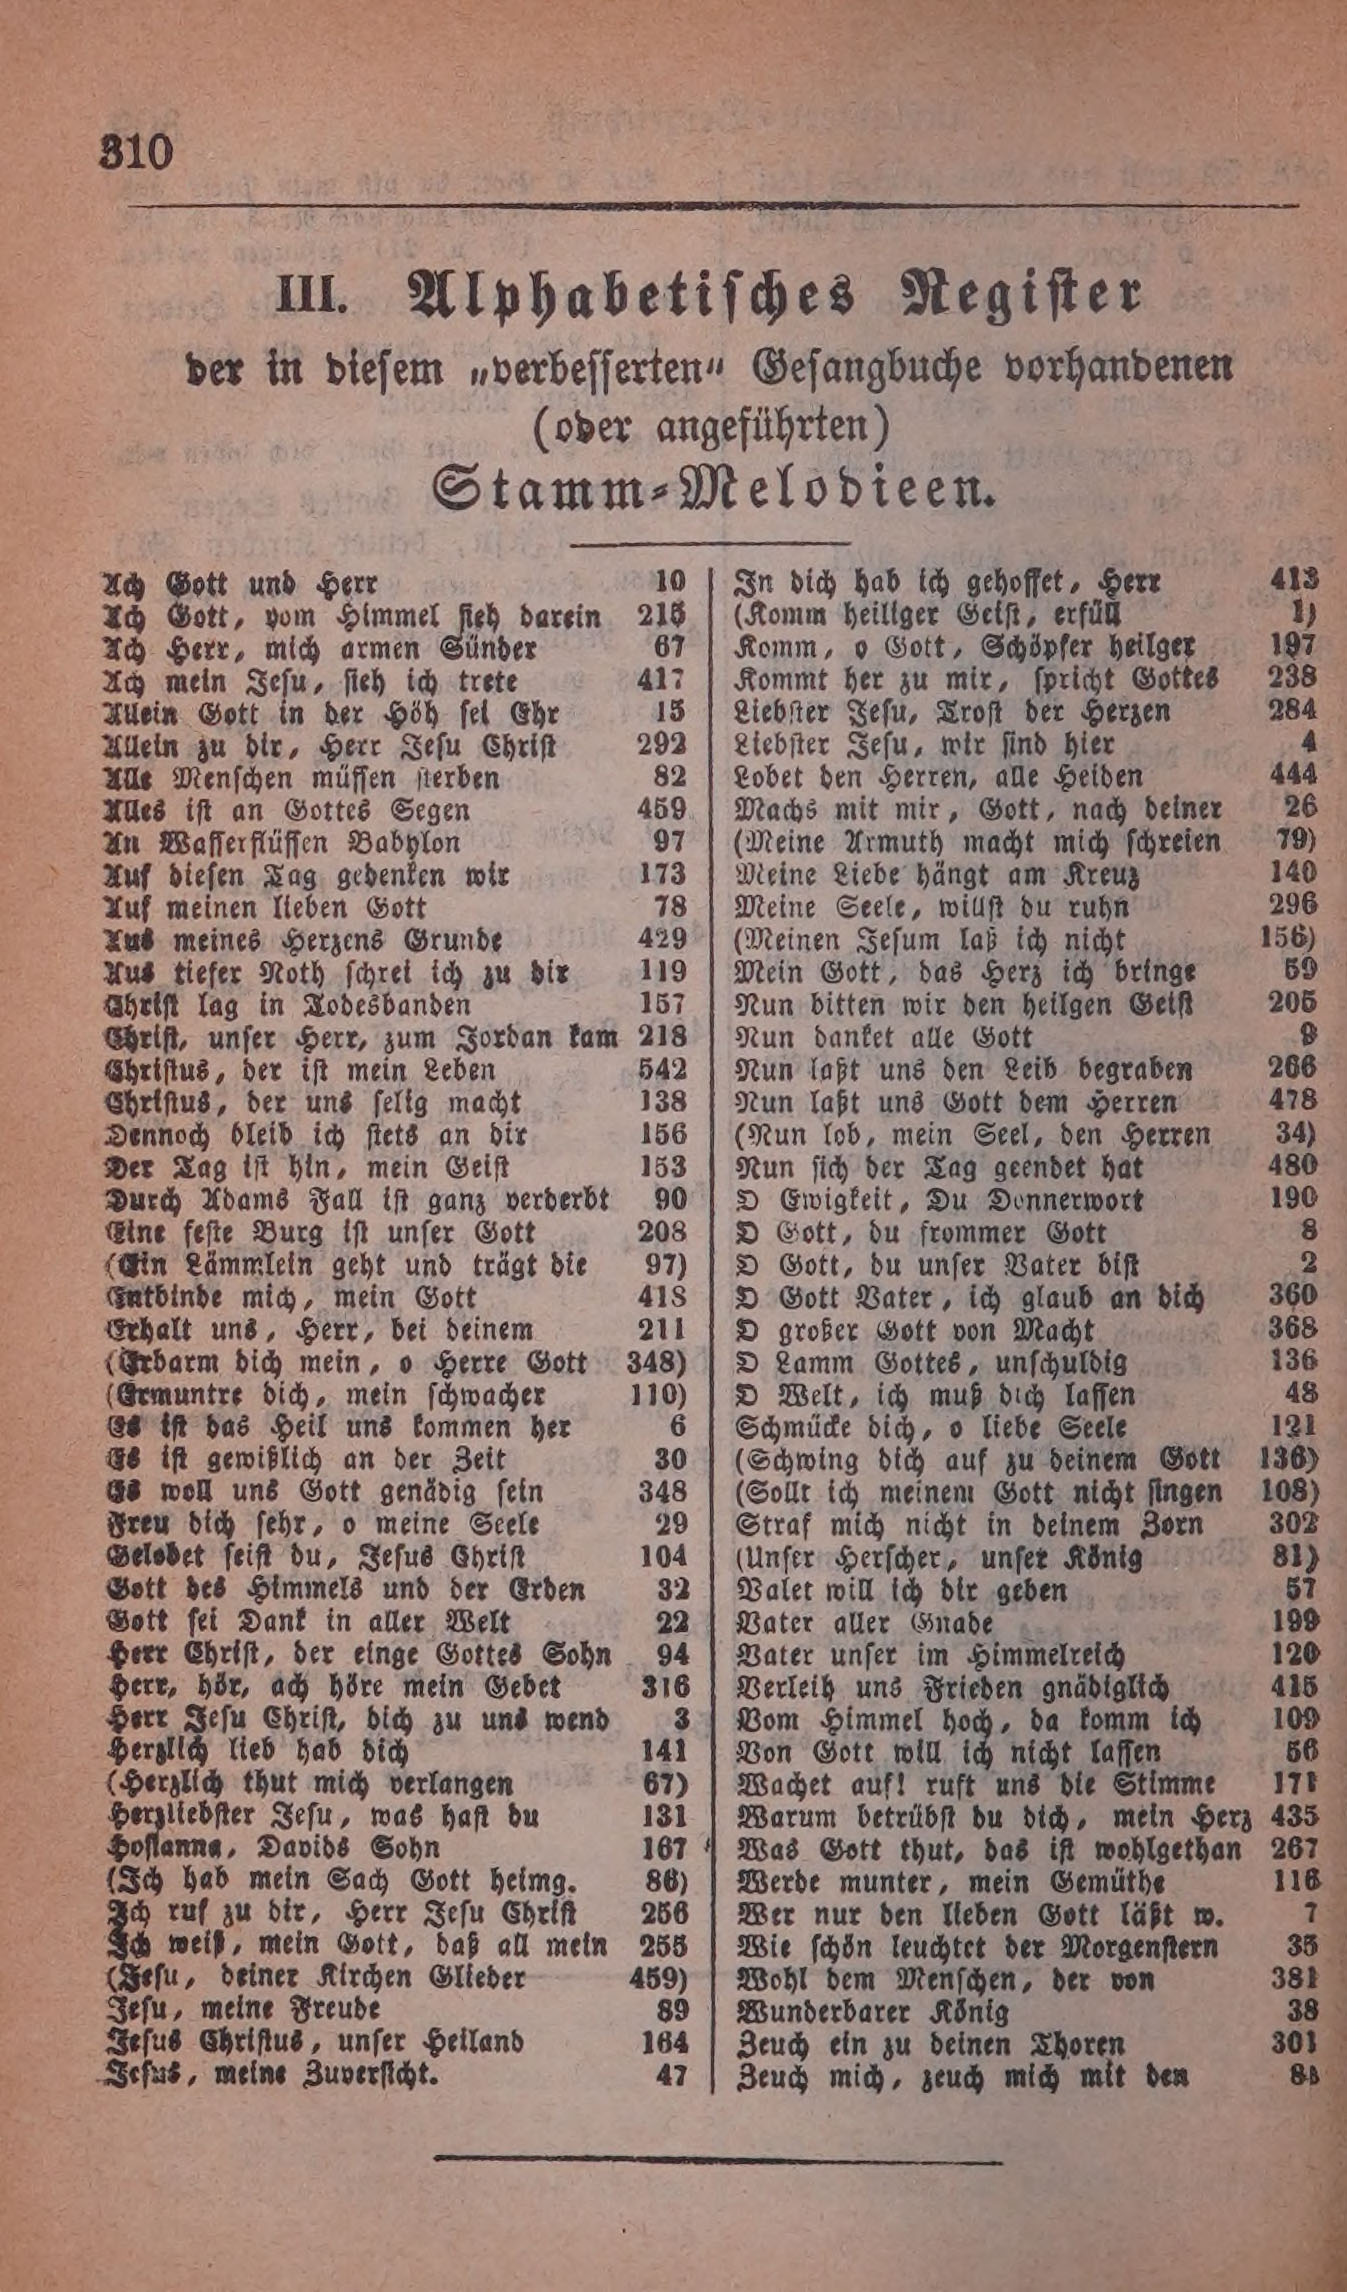 310
III. Alphabetisches Register
der in diesem „verbesserten“ Gesangbuche vorhandenen
(oder angeführten)
Stamm-Melodieen.
Ach Gott und Herr 10
Ach Gott, vom Himmel sieh darein 215
Ach Herr, mich armen Sünder 67
Ach mein Jesu, sieh ich trete 417
Allein Gott in der Höh sei Ehr 15
Allein zu dir, Herr Jesu Christ 292
Alle Menschen müssen sterben 82
Alles ist an Gottes Segen 459
An Wasserflüssen Babylon 97
Auf diesen Tag gedenken wir 173
Auf meinen lieben Gott 78
Aus meines Herzens Grunde 429
Aus tiefer Noth schrei ich zu dir 119
Christ lag in Todesbanden 157
Christ, unser Herr, zum Jordan kam 218
Christus, der ist mein Leben 542
Christus, der uns selig macht 138
Dennoch bleib ich stets an dir 156
Der Tag ist hin, mein Geist 153
Durch Adams Fall ist ganz verderbt 90
Eine feste Burg ist unser Gott 208
(Ein Lämmlein geht und trägt die 97)
Entbinde mich, mein Gott 418
Erhalt uns, Herr, bei deinem 211
(Erbarm dich mein, o Herre Gott 348)
(Ermuntre dich, mein schwacher 110)
Es ist das Heil uns kommen her 6
Es ist gewißlich an der Zeit 30
Es woll uns Gott genädig sein 348
Freu dich sehr, o meine Seele 29
Gelobet seist du, Jesus Christ 104
Gott des Himmels und der Erden 32
Gott sei Dank in aller Welt 22
Herr Christ, der einge Gottes Sohn 94
Herr, hör, ach höre mein Gebet 316
Herr Jesu Christ, dich zu uns wend 3
Herzlich lieb hab dich 141
(Herzlich thut mich verlangen 67)
Herzliebster Jesu, was hast du 131
Hosianna, Davids Sohn 167
(Ich hab mein Sach Gott heimg. 86)
Ich ruf zu dir, Herr Jesu Christ 256
Ich weiß, mein Gott, daß all mein 255
(Jesu, deiner Kirchen Glieder 459)
Jesu, meine Freude 89
Jesus Christus, unser Heiland 164
Jesus, meine Zuversicht. 47
In dich hab ich gehoffet, Herr 413
(Komm heiliger Geist, erfüll 1)
Komm, o Gott, Schöpfer heilger 197
Kommt her zu mir, spricht Gottes 238
Liebster Jesu, Trost der Herzen 284
Liebster Jesu, wir sind hier 4
Lobet den Herren, alle Heiden 444
Machs mit mir, Gott, nach deiner 26
(Meine Armuth macht mich schreien 79)
Meine Liebe hängt am Kreuz 140
Meine Seele, willst du ruhn 296
(Meinen Jesum laß ich nicht 156)
Mein Gott, das Herz ich bringe 59
Nun bitten wir den heilgen Geist 205
Nun danket alle Gott 9
Nun laßt uns den Leib begraben 266
Nun laßt uns Gott dem Herren 478
(Nun lob, mein Seel, den Herren 34)
Nun sich der Tag geendet hat 480
O Ewigkeit, Du Donnerwort 190
O Gott, du frommer Gott 8
O Gott, du unser Vater bist 2
O Gott Vater, ich glaub an dich 360
O großer Gott von Macht 368
O Lamm Gottes, unschuldig 136
O Welt, ich muß dich lassen 48
Schmücke dich, o liebe Seele 121
(Schwing dich auf zu deinem Gott 136)
(Sollt ich meinem Gott nicht singen 108)
Straf mich nicht in deinem Zorn 302
(Unser Herscher, unser König 81)
Valet will ich dir geben 57
Vater aller Gnade 199
Vater unser im Himmelreich 120
Verleih uns Frieden gnädiglich 415
Vom Himmel hoch, da komm ich 109
Von Gott will ich nicht lassen 56
Wachet auf! ruft uns die Stimme 171
Warum betrübst du dich, mein Herz 435
Was Gott thut, das ist wohlgethan 267
Werde munter, mein Gemüthe 116
Wer nur den lieben Gott läßt w. 7
Wie schön leuchtet der Morgenstern 35
Wohl dem Menschen, der von 381
Wunderbarer König 38
Zeuch ein zu deinen Thoren 301
Zeuch mich, zeuch mich mit den